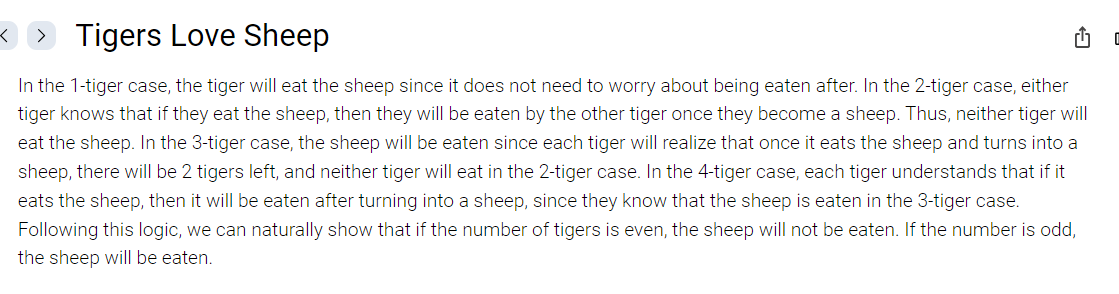 Tigers Love Sheep
In the 1-tiger case, the tiger will eat the sheep since it does not need to worry about being eaten after. In the 2-tiger case, either
tiger knows that if they eat the sheep, then they will be eaten by the other tiger once they become a sheep. Thus, neither tiger will
eat the sheep. In the 3-tiger case, the sheep will be eaten since each tiger will realize that once it eats the sheep and turns into a
sheep, there will be 2 tigers left, and neither tiger will eat in the 2-tiger case. In the 4-tiger case, each tiger understands that if it
eats the sheep, then it will be eaten after turning into a sheep, since they know that the sheep is eaten in the 3-tiger case.
Following this logic, we can naturally show that if the number of tigers is even, the sheep will not be eaten. If the number is odd,
the sheep will be eaten.